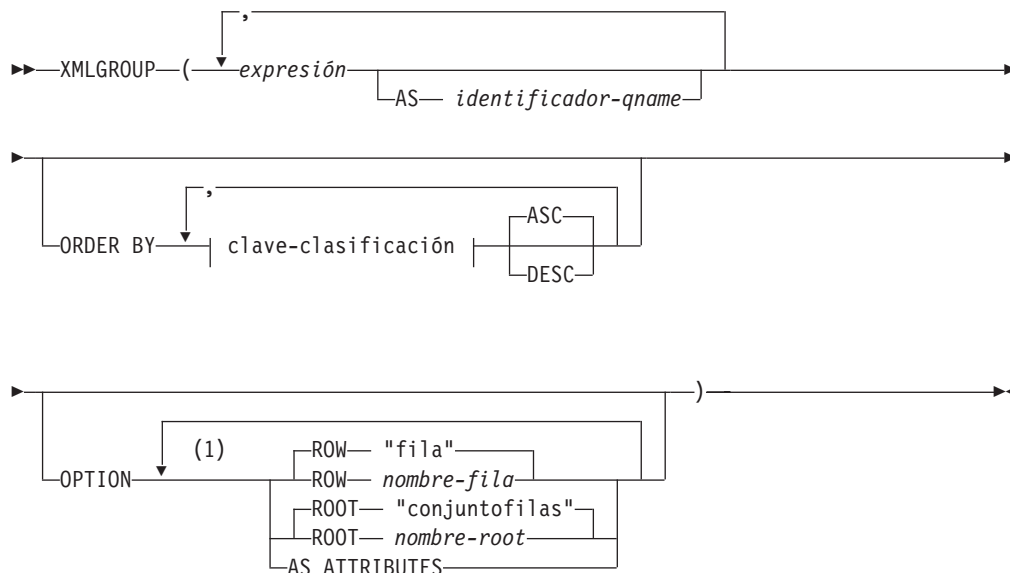 ,
XMLGROUP ( expresión
AS identificador-qname
,
ASC
ORDER BY clave-clasificación
DESC
)
(1) ROW "fila"
OPTION ROW nombre-fila
ROOT "conjuntofilas"
ROOT nombre-root
AS ATTRIBUTES